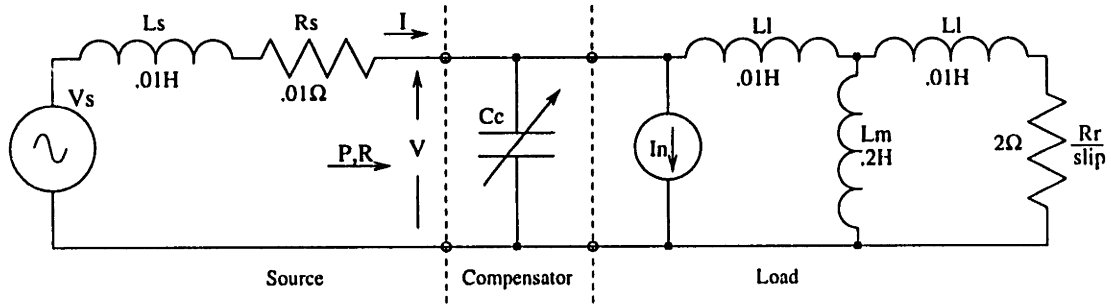 Ls
.01H
Rs
.01Ω
I
Vs
P,R
V
Cc
In
Ll
.01H
Lm
.2H
Ll
.01H
2Ω
Rr
slip
Source
Compensator
Load